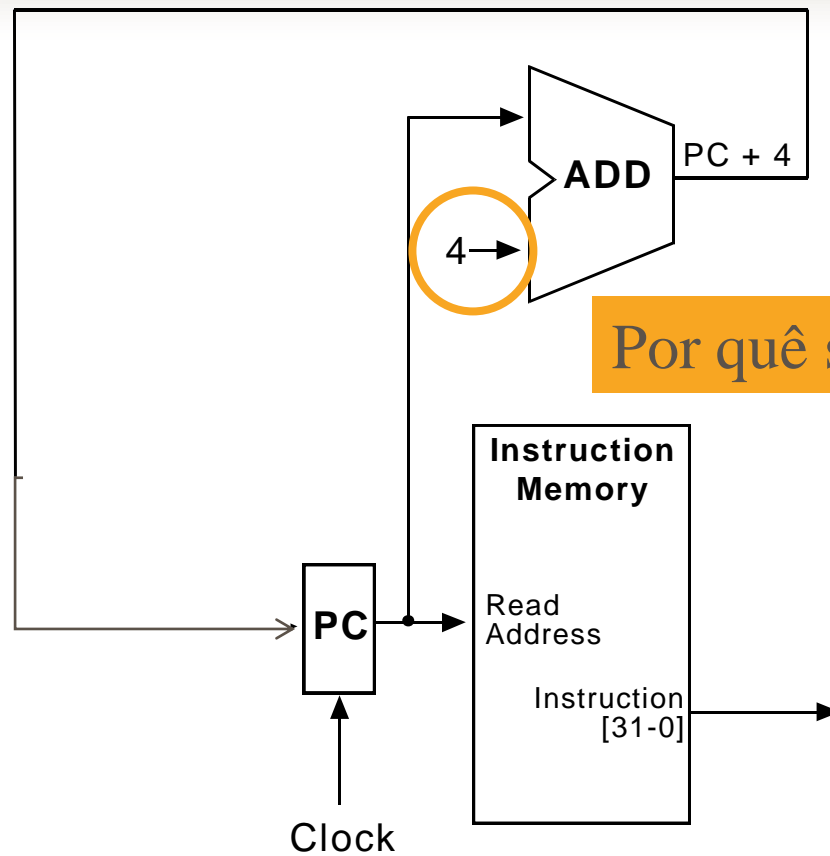 PC + 4
ADD
4
Por quê
Instruction
Memory
PC
Read
Address
Instruction
[31-0]
Clock